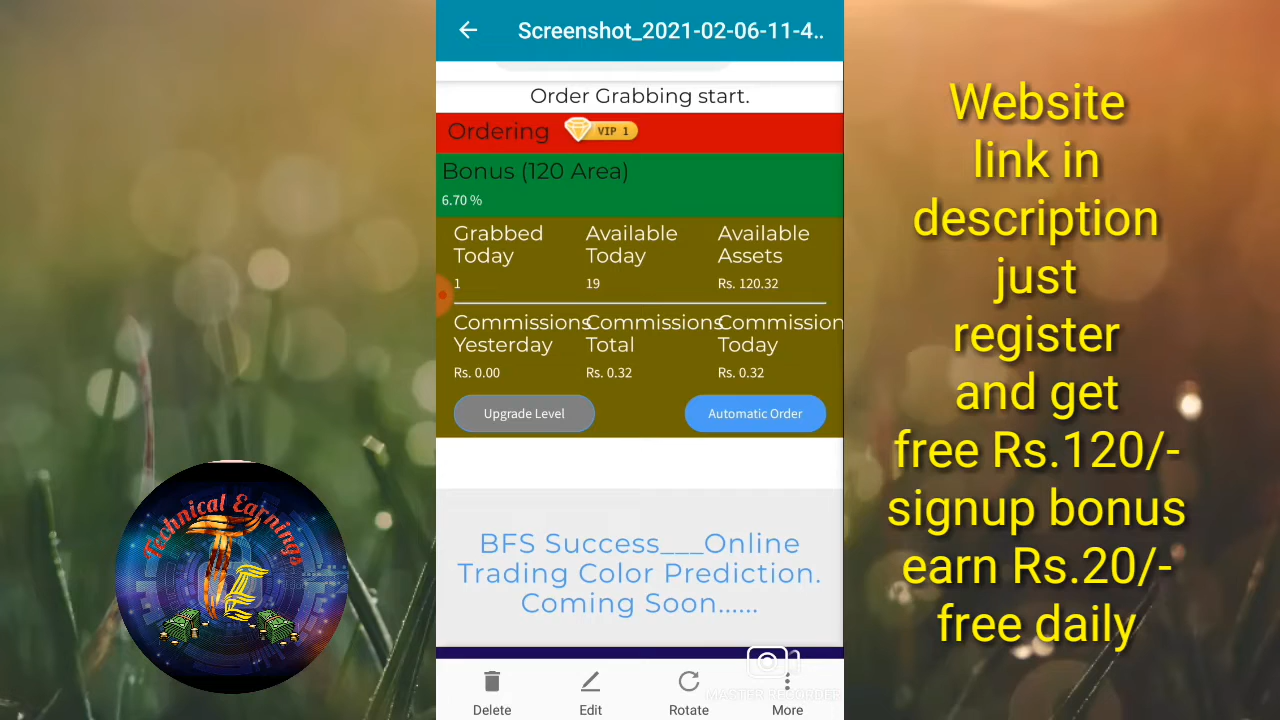 Screenshot_2021-02-06-11-4..
Order Grabbing start.
Ordering VIP 1
Bonus (120 Area)
6.70 %
Grabbed Today
Available Today
Available Assets
1
19
Rs. 120.32
Commissions Yesterday
Commissions Total
Commission Today
Rs. 0.00
Rs. 0.32
Rs. 0.32
Upgrade Level
Automatic Order
BFS Success___Online
Trading Color Prediction.
Coming Soon......
Delete
Edit
Rotate
More
MASTER RECORDER
Technical Earnings
TE
Website
link in
description
just
register
and get
free Rs.120/-
signup bonus
earn Rs.20/-
free daily